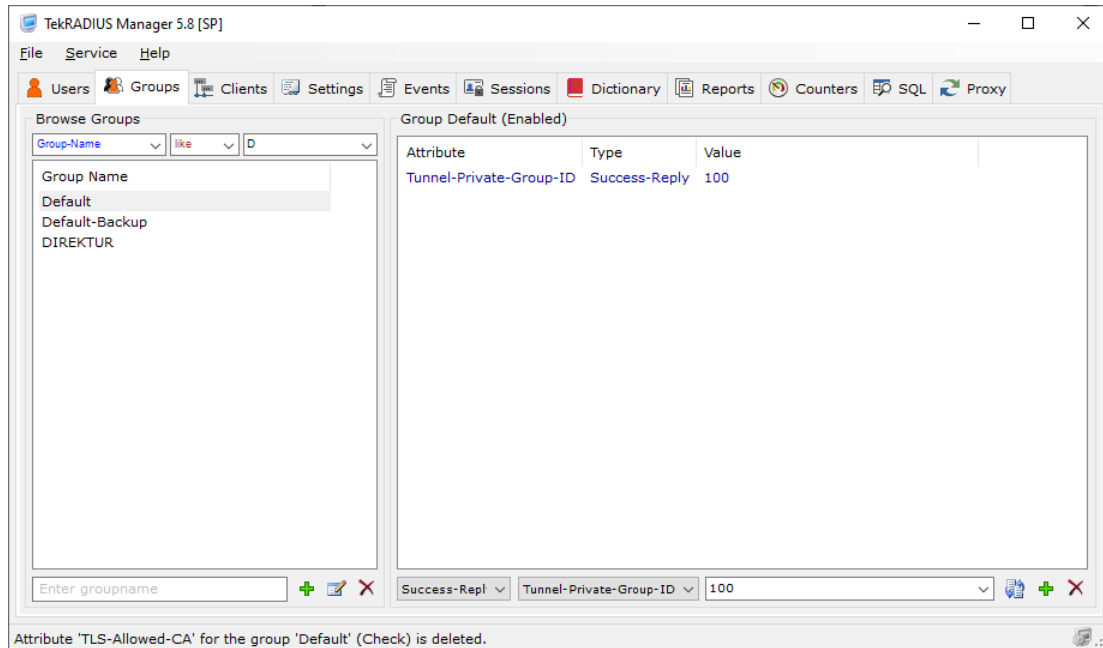 TekRADIUS Manager 5.8 [SP]
File Service Help
Users Groups Clients Settings Events Sessions Dictionary Reports Counters SQL Proxy
Browse Groups
Group-Name like D
Group Name
Default
Default-Backup
DIREKTUR
Enter groupname
Group Default (Enabled)
Attribute Type Value
Tunnel-Private-Group-ID Success-Reply 100
Success-Repl Tunnel-Private-Group-ID 100
Attribute 'TLS-Allowed-CA' for the group 'Default' (Check) is deleted.